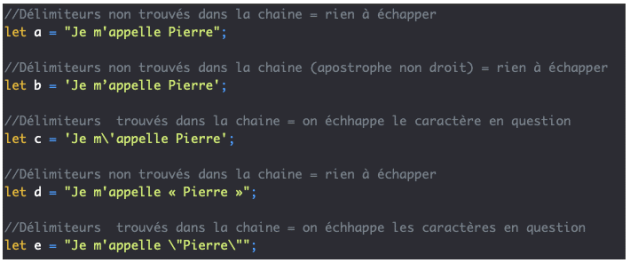 //Délimiteurs non trouvés dans la chaine = rien à échapper
let a = "Je m'appelle Pierre";
//Délimiteurs non trouvés dans la chaine (apostrophe non droit) = rien à échapper
let b = 'Je m’appelle Pierre';
//Délimiteurs  trouvés dans la chaine = on échhappe le caractère en question
let c = 'Je m\'appelle Pierre';
//Délimiteurs non trouvés dans la chaine = rien à échapper
let d = "Je m'appelle « Pierre »";
//Délimiteurs  trouvés dans la chaine = on échhappe les caractères en question
let e = "Je m'appelle \"Pierre\"";